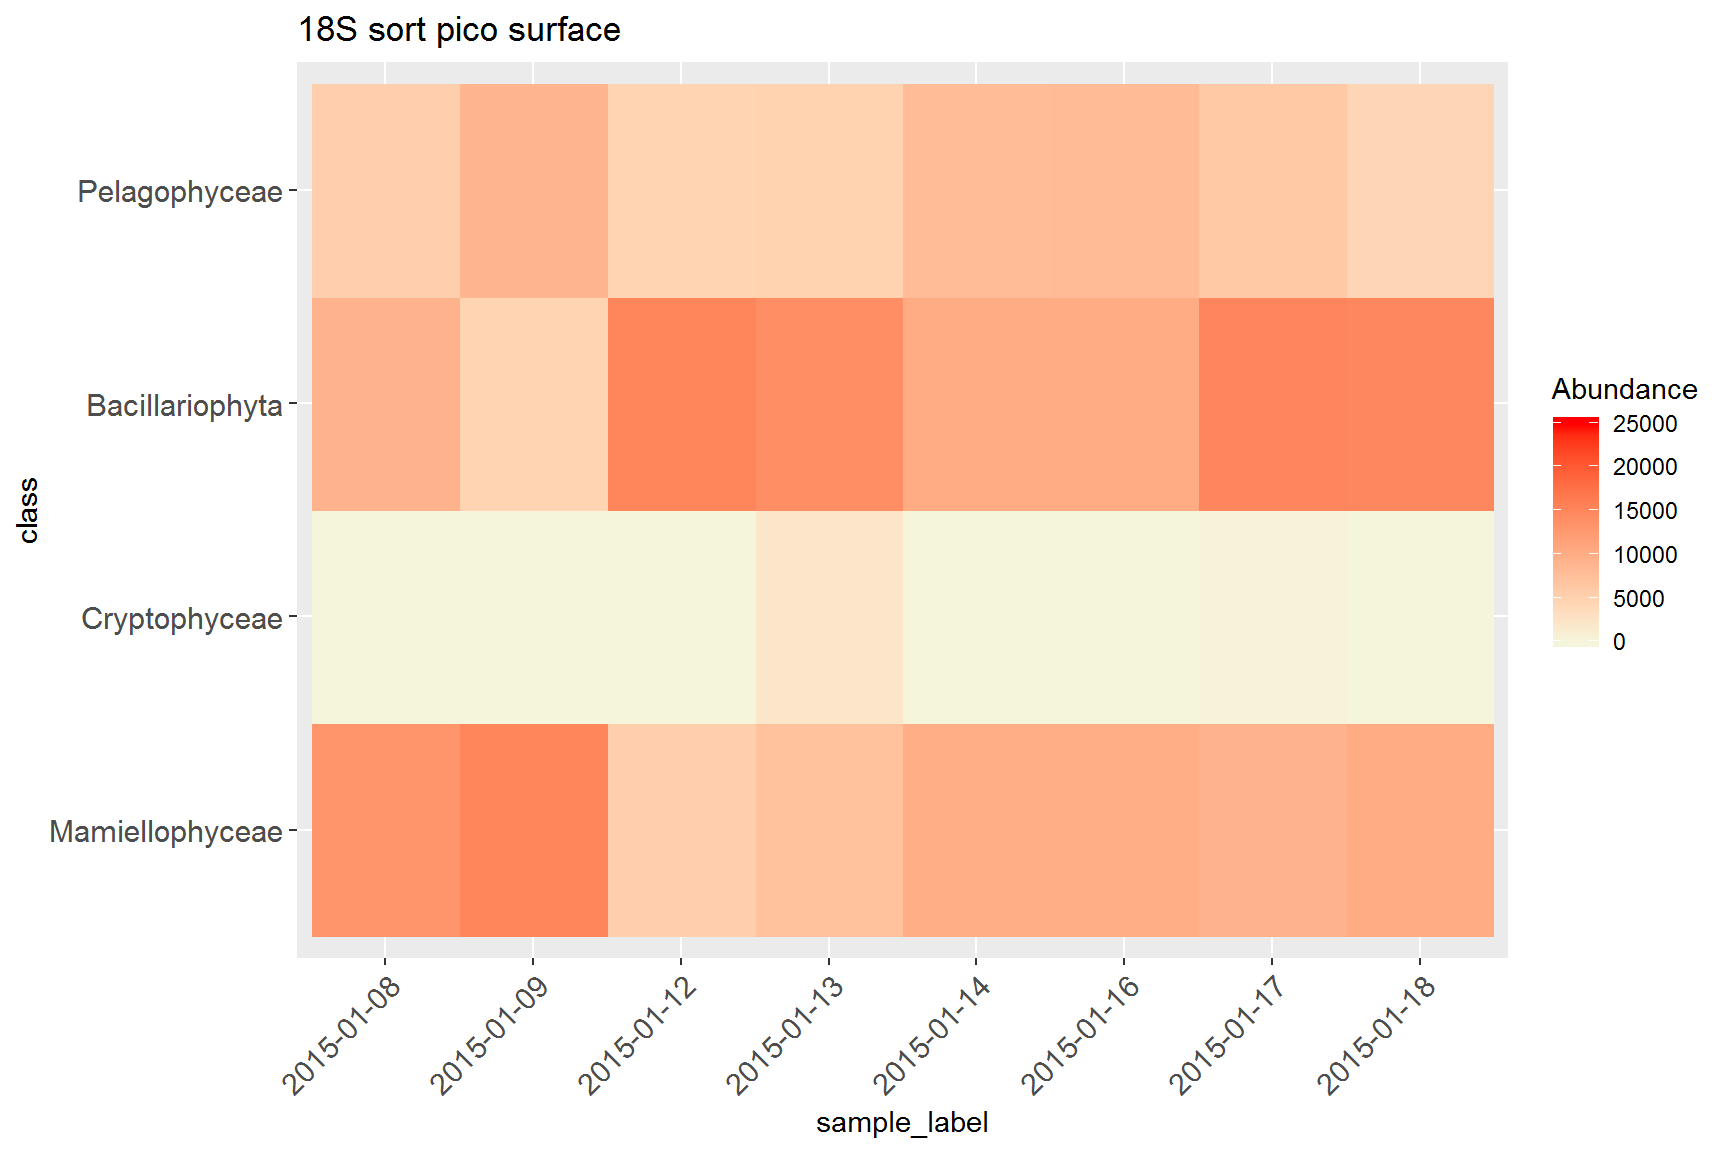 18S sort pico surface
Pelagophyceae
Bacillariophyta
Cryptophyceae
Mamiellophyceae
class
2015-01-08
2015-01-09
2015-01-12
2015-01-13
2015-01-14
2015-01-16
2015-01-17
2015-01-18
sample_label
Abundance
25000
20000
15000
10000
5000
0